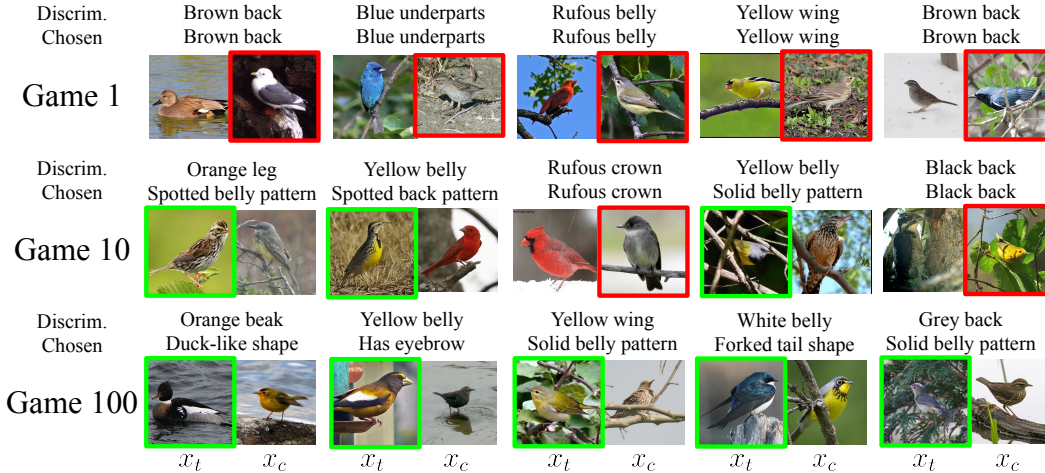 Discrim. Brown back Blue underparts Rufous belly Yellow wing Brown back
Chosen Brown back Blue underparts Rufous belly Yellow wing Brown back
Game 1
Discrim. Orange leg Yellow belly Rufous crown Yellow belly Black back
Chosen Spotted belly pattern Spotted back pattern Rufous crown Solid belly pattern Black back
Game 10
Discrim. Orange beak Yellow belly Yellow wing White belly Grey back
Chosen Duck-like shape Has eyebrow Solid belly pattern Forked tail shape Solid belly pattern
Game 100
x_t x_c x_t x_c x_t x_c x_t x_c x_t x_c